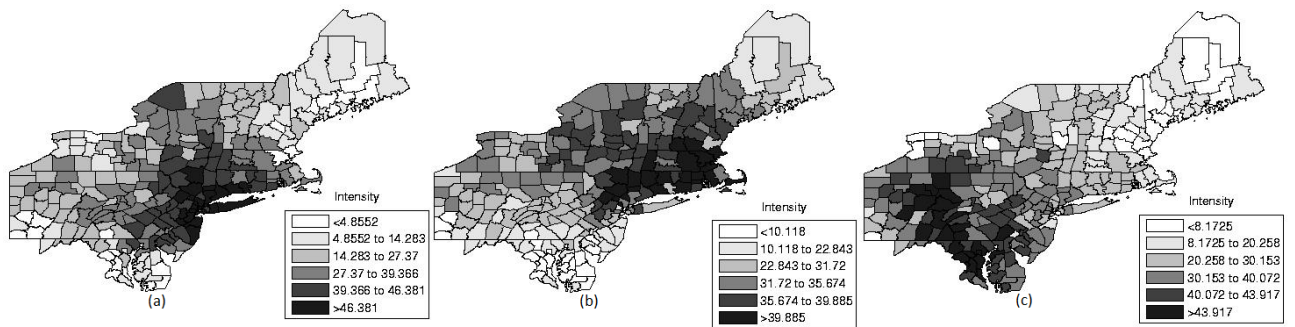 Intensity
<4.8552
4.8552 to 14.283
14.283 to 27.37
27.37 to 39.366
39.366 to 46.381
>46.381
(a)
Intensity
<10.118
10.118 to 22.843
22.843 to 31.72
31.72 to 35.674
35.674 to 39.885
>39.885
(b)
Intensity
<8.1725
8.1725 to 20.258
20.258 to 30.153
30.153 to 40.072
40.072 to 43.917
>43.917
(c)